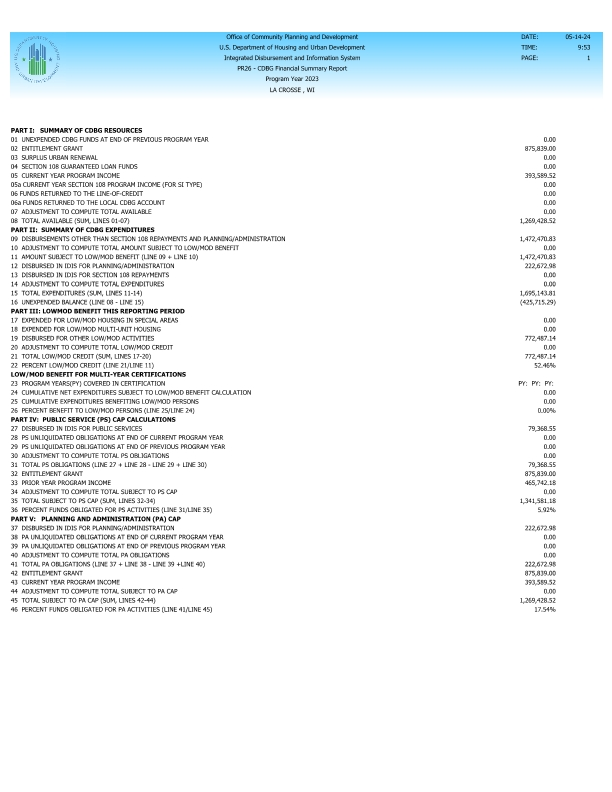 Office of Community Planning and Development
U.S. Department of Housing and Urban Development
Integrated Disbursement and Information System
PR26 - CDBG Financial Summary Report
Program Year 2023
LA CROSSE , WI
DATE: 05-14-24
TIME: 9:53
PAGE: 1
PART I: SUMMARY OF CDBG RESOURCES
01 UNEXPENDED CDBG FUNDS AT END OF PREVIOUS PROGRAM YEAR 0.00
02 ENTITLEMENT GRANT 875,839.00
03 SURPLUS URBAN RENEWAL 0.00
04 SECTION 108 GUARANTEED LOAN FUNDS 0.00
05 CURRENT YEAR PROGRAM INCOME 393,589.52
05a CURRENT YEAR SECTION 108 PROGRAM INCOME (FOR SI TYPE) 0.00
06 FUNDS RETURNED TO THE LINE-OF-CREDIT 0.00
06a FUNDS RETURNED TO THE LOCAL CDBG ACCOUNT 0.00
07 ADJUSTMENT TO COMPUTE TOTAL AVAILABLE 0.00
08 TOTAL AVAILABLE (SUM, LINES 01-07) 1,269,428.52
PART II: SUMMARY OF CDBG EXPENDITURES
09 DISBURSEMENTS OTHER THAN SECTION 108 REPAYMENTS AND PLANNING/ADMINISTRATION 1,472,470.83
10 ADJUSTMENT TO COMPUTE TOTAL AMOUNT SUBJECT TO LOW/MOD BENEFIT 0.00
11 AMOUNT SUBJECT TO LOW/MOD BENEFIT (LINE 09 + LINE 10) 1,472,470.83
12 DISBURSED IN IDIS FOR PLANNING/ADMINISTRATION 222,672.98
13 DISBURSED IN IDIS FOR SECTION 108 REPAYMENTS 0.00
14 ADJUSTMENT TO COMPUTE TOTAL EXPENDITURES 0.00
15 TOTAL EXPENDITURES (SUM, LINES 11-14) 1,695,143.81
16 UNEXPENDED BALANCE (LINE 08 - LINE 15) (425,715.29)
PART III: LOWMOD BENEFIT THIS REPORTING PERIOD
17 EXPENDED FOR LOW/MOD HOUSING IN SPECIAL AREAS 0.00
18 EXPENDED FOR LOW/MOD MULTI-UNIT HOUSING 0.00
19 DISBURSED FOR OTHER LOW/MOD ACTIVITIES 772,487.14
20 ADJUSTMENT TO COMPUTE TOTAL LOW/MOD CREDIT 0.00
21 TOTAL LOW/MOD CREDIT (SUM, LINES 17-20) 772,487.14
22 PERCENT LOW/MOD CREDIT (LINE 21/LINE 11) 52.46%
LOW/MOD BENEFIT FOR MULTI-YEAR CERTIFICATIONS
23 PROGRAM YEARS(PY) COVERED IN CERTIFICATION PY: PY: PY:
24 CUMULATIVE NET EXPENDITURES SUBJECT TO LOW/MOD BENEFIT CALCULATION 0.00
25 CUMULATIVE EXPENDITURES BENEFITING LOW/MOD PERSONS 0.00
26 PERCENT BENEFIT TO LOW/MOD PERSONS (LINE 25/LINE 24) 0.00%
PART IV: PUBLIC SERVICE (PS) CAP CALCULATIONS
27 DISBURSED IN IDIS FOR PUBLIC SERVICES 79,368.55
28 PS UNLIQUIDATED OBLIGATIONS AT END OF CURRENT PROGRAM YEAR 0.00
29 PS UNLIQUIDATED OBLIGATIONS AT END OF PREVIOUS PROGRAM YEAR 0.00
30 ADJUSTMENT TO COMPUTE TOTAL PS OBLIGATIONS 0.00
31 TOTAL PS OBLIGATIONS (LINE 27 + LINE 28 - LINE 29 + LINE 30) 79,368.55
32 ENTITLEMENT GRANT 875,839.00
33 PRIOR YEAR PROGRAM INCOME 465,742.18
34 ADJUSTMENT TO COMPUTE TOTAL SUBJECT TO PS CAP 0.00
35 TOTAL SUBJECT TO PS CAP (SUM, LINES 32-34) 1,341,581.18
36 PERCENT FUNDS OBLIGATED FOR PS ACTIVITIES (LINE 31/LINE 35) 5.92%
PART V: PLANNING AND ADMINISTRATION (PA) CAP
37 DISBURSED IN IDIS FOR PLANNING/ADMINISTRATION 222,672.98
38 PA UNLIQUIDATED OBLIGATIONS AT END OF CURRENT PROGRAM YEAR 0.00
39 PA UNLIQUIDATED OBLIGATIONS AT END OF PREVIOUS PROGRAM YEAR 0.00
40 ADJUSTMENT TO COMPUTE TOTAL PA OBLIGATIONS 0.00
41 TOTAL PA OBLIGATIONS (LINE 37 + LINE 38 - LINE 39 +LINE 40) 222,672.98
42 ENTITLEMENT GRANT 875,839.00
43 CURRENT YEAR PROGRAM INCOME 393,589.52
44 ADJUSTMENT TO COMPUTE TOTAL SUBJECT TO PA CAP 0.00
45 TOTAL SUBJECT TO PA CAP (SUM, LINES 42-44) 1,269,428.52
46 PERCENT FUNDS OBLIGATED FOR PA ACTIVITIES (LINE 41/LINE 45) 17.54%